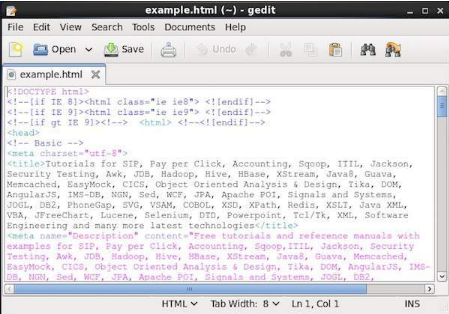 example.html (~) - gedit
File Edit View Search Tools Documents Help
Open Save Undo
example.html
<!DOCTYPE html>
<!--[if IE 8]><html class="ie ie8"> <![endif]-->
<!--[if IE 9]><html class="ie ie9"> <![endif]-->
<!--[if gt IE 9]><!--> <html> <!--<![endif]-->
<head>
<!-- Basic -->
<meta charset="utf-8">
<title>Tutorials for SIP, Pay per Click, Accounting, Sqoop, ITIL, Jackson,
Security Testing, Awk, JDB, Hadoop, Hive, HBase, XStream, Java8, Guava,
Memcached, EasyMock, CICS, Object Oriented Analysis & Design, Tika, DOM,
AngularJS, IMS-DB, NGN, Sed, WCF, JPA, Apache POI, Signals and Systems,
JOGL, DB2, PhoneGap, SVG, VSAM, COBOL, XSD, XPath, Redis, XSLT, Java XML,
VBA, JFreeChart, Lucene, Selenium, DTD, Powerpoint, Tcl/Tk, XML, Software
Engineering and many more latest technologies</title>
<meta name="Description" content="Free tutorials and reference manuals with
examples for SIP, Pay per Click, Accounting, Sqoop,ITIL, Jackson, Security
Testing, Awk, JDB, Hadoop, Hive, HBase, XStream, Java8, Guava, Memcached,
EasyMock, CICS, Object Oriented Analysis & Design, Tika, DOM, AngularJS, IMS-
DB, NGN, Sed, WCF, JPA, Apache POI, Signals and Systems, JOGL, DB2,
HTML Tab Width: 8 Ln 1, Col 1 INS